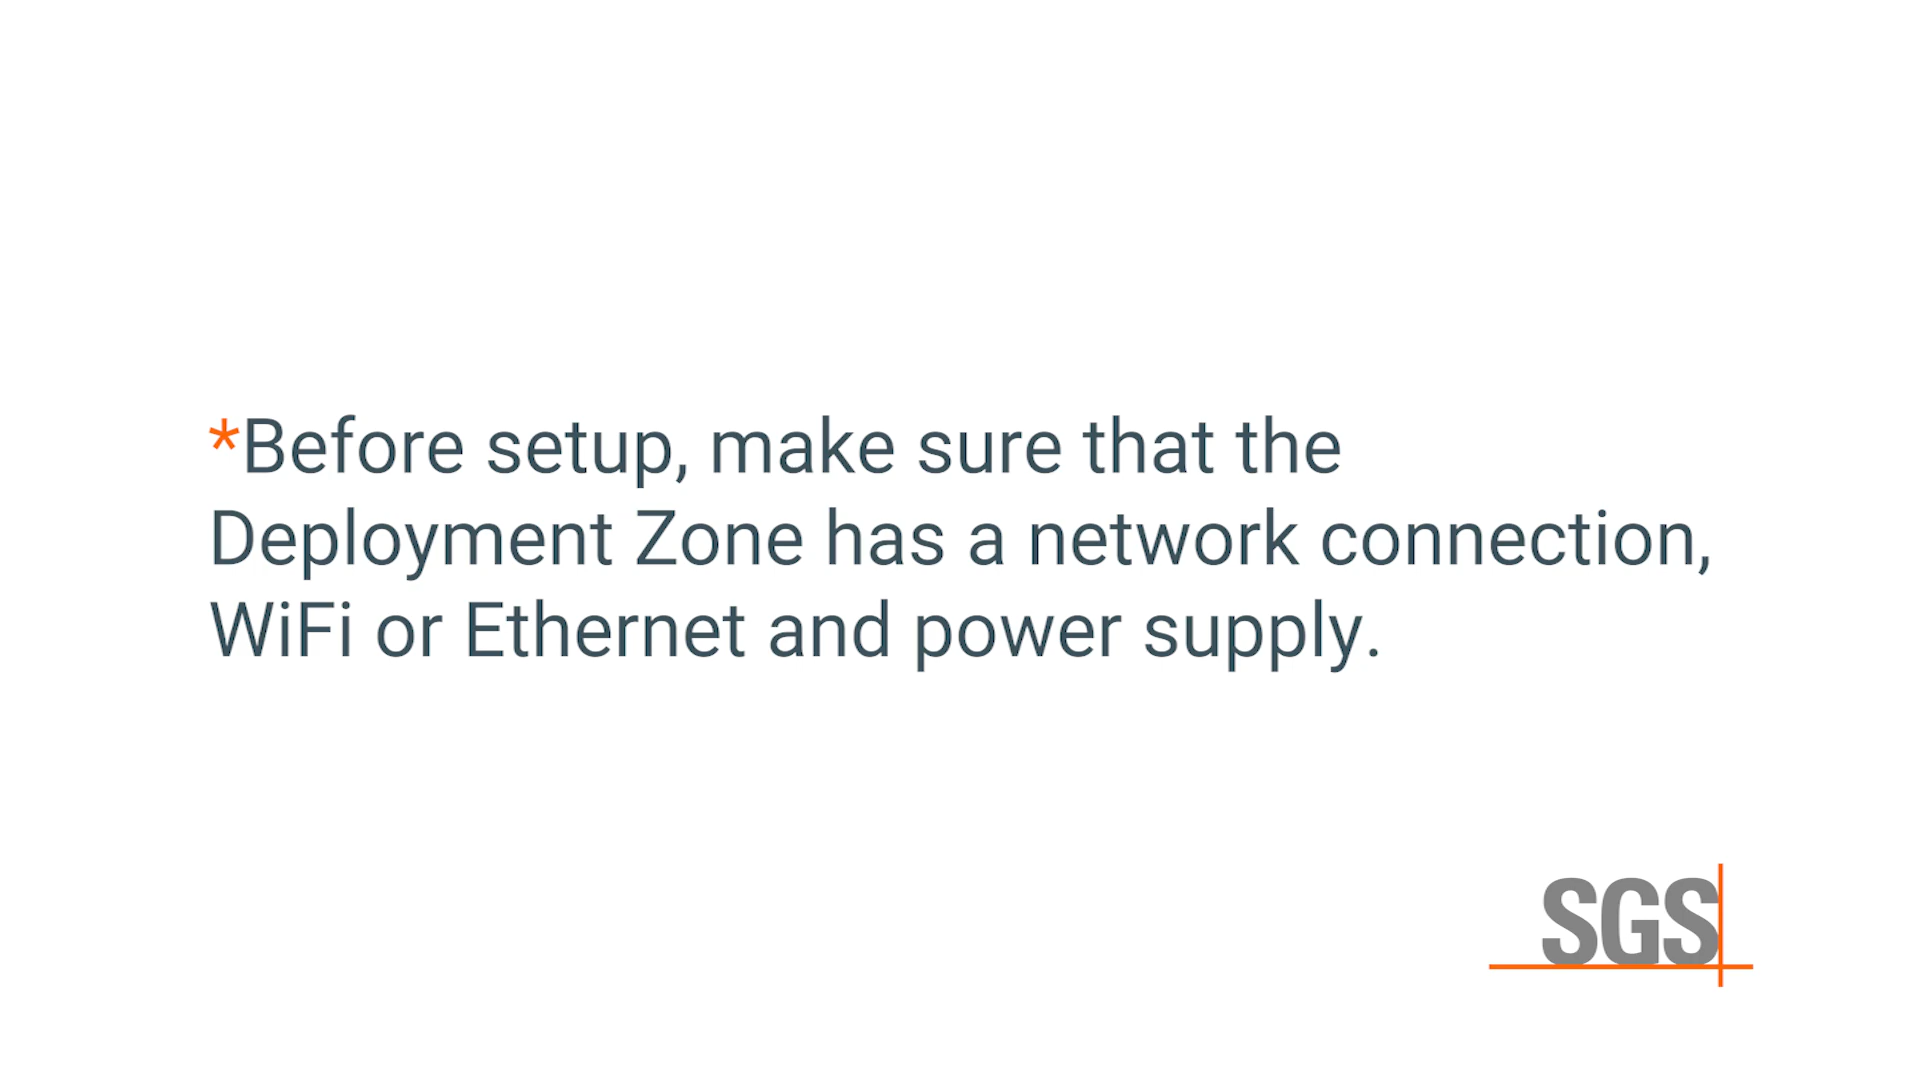 *Before setup, make sure that the
Deployment Zone has a network connection,
WiFi or Ethernet and power supply.
SGS